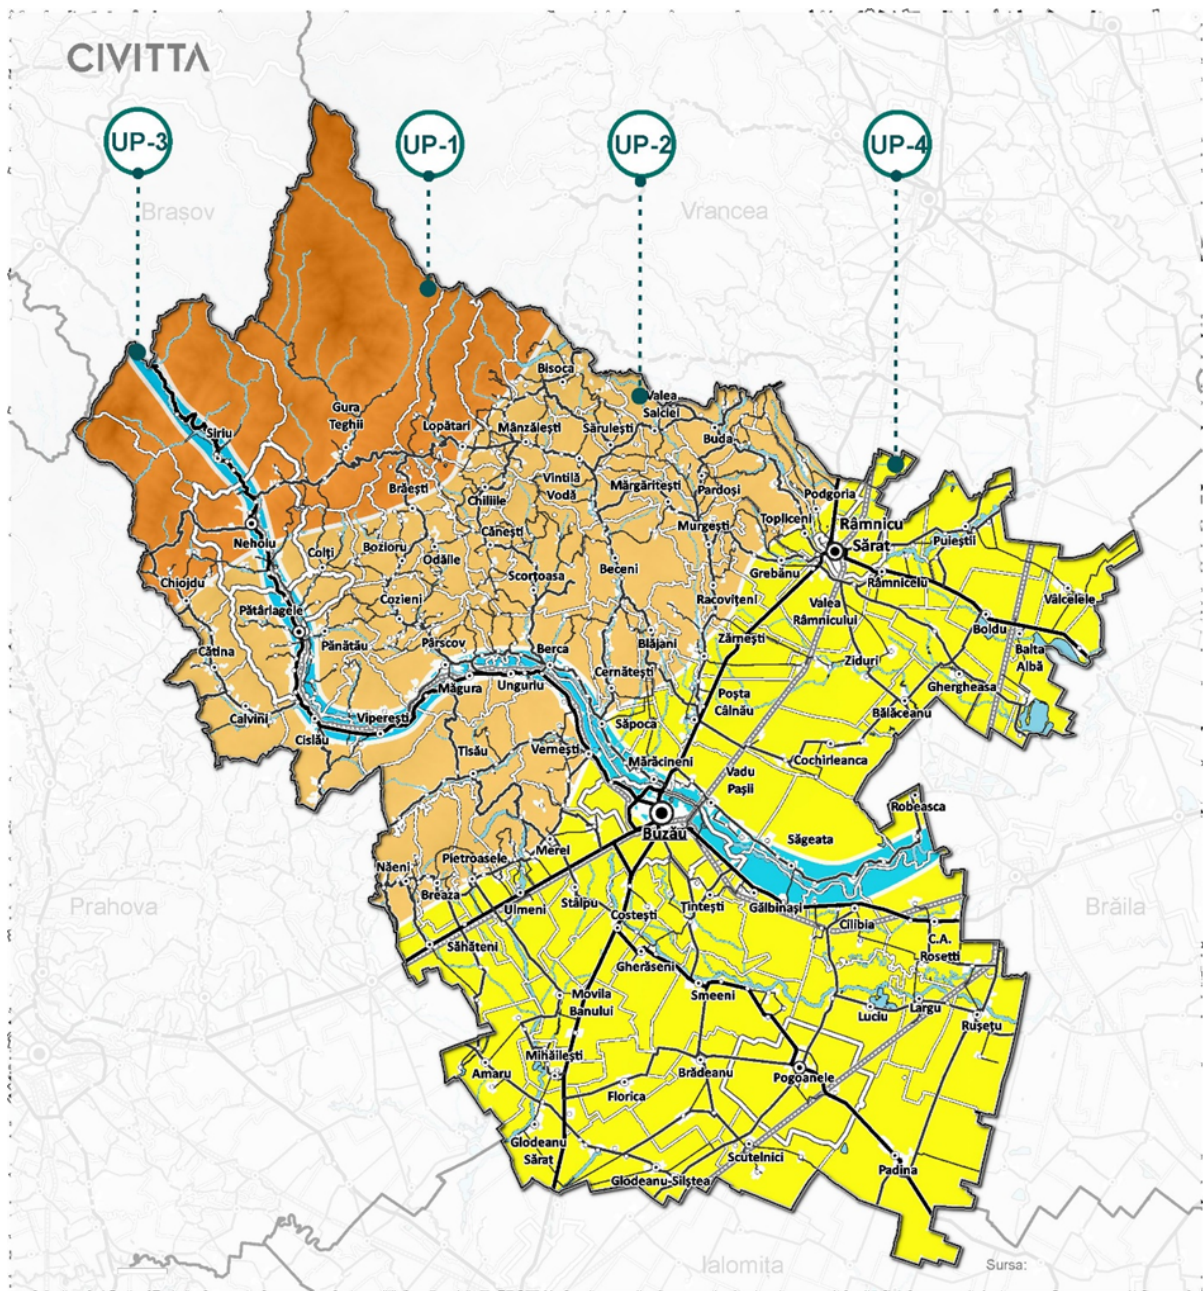 CIVITTA
UP-3
UP-1
UP-2
UP-4
Brașov
Vrancea
Bisoca
Valea
Salciei
Gura
Teghii
Siriu
Lopătari
Mânzălești
Sărulești
Buda
Brăești
Chiliile
Vintilă
Vodă
Mărgăritești
Pardoși
Podgoria
Murgești
Topliceni
Râmnicu
Sărat
Puieștii
Nehoiu
Colți
Bozioru
Odăile
Cănești
Beceni
Grebănu
Râmnicelu
Chiojdu
Scorțoasa
Cozieni
Racovițeni
Valea
Râmnicului
Vâlcelele
Pătârlagele
Pănătău
Pârscov
Berca
Blăjani
Zărnești
Boldu
Balta
Albă
Cătina
Măgura
Unguriu
Cernătești
Ziduri
Ghergheasa
Calvini
Cislău
Viperești
Săpoca
Poșta
Câlnău
Bălăceanu
Tisău
Vernești
Mărăcineni
Vadu
Pașii
Cochirleanca
Robeasca
Buzău
Săgeata
Merei
Pietroasele
Năeni
Breaza
Ulmeni
Stâlpu
Costești
Țintești
Gălbinași
Cilibia
Prahova
Brăila
Săhăteni
Gherăseni
C.A.
Rosetti
Movila
Banului
Smeeni
Luciu
Largu
Rușețu
Mihăilești
Amaru
Brădeanu
Pogoanele
Florica
Glodeanu
Sărat
Scutelnici
Padina
Glodeanu-Siliștea
Ialomița
Sursa: